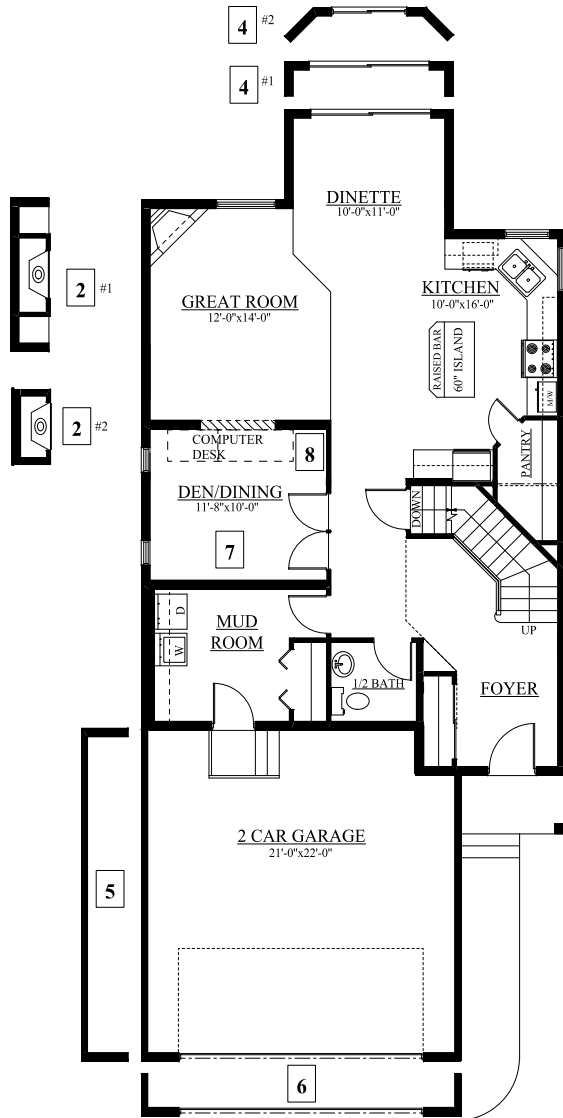 4 #2
4 #1
DINETTE
10'-0"x11'-0"
2 #1
GREAT ROOM
12'-0"x14'-0"
KITCHEN
10'-0"x16'-0"
RAISED BAR
60" ISLAND
M/W
2 #2
COMPUTER
DESK
8
PANTRY
DEN/DINING
11'-8"x10'-0"
DOWN
7
D
W
MUD
ROOM
UP
1/2 BATH
FOYER
2 CAR GARAGE
21'-0"x22'-0"
5
6